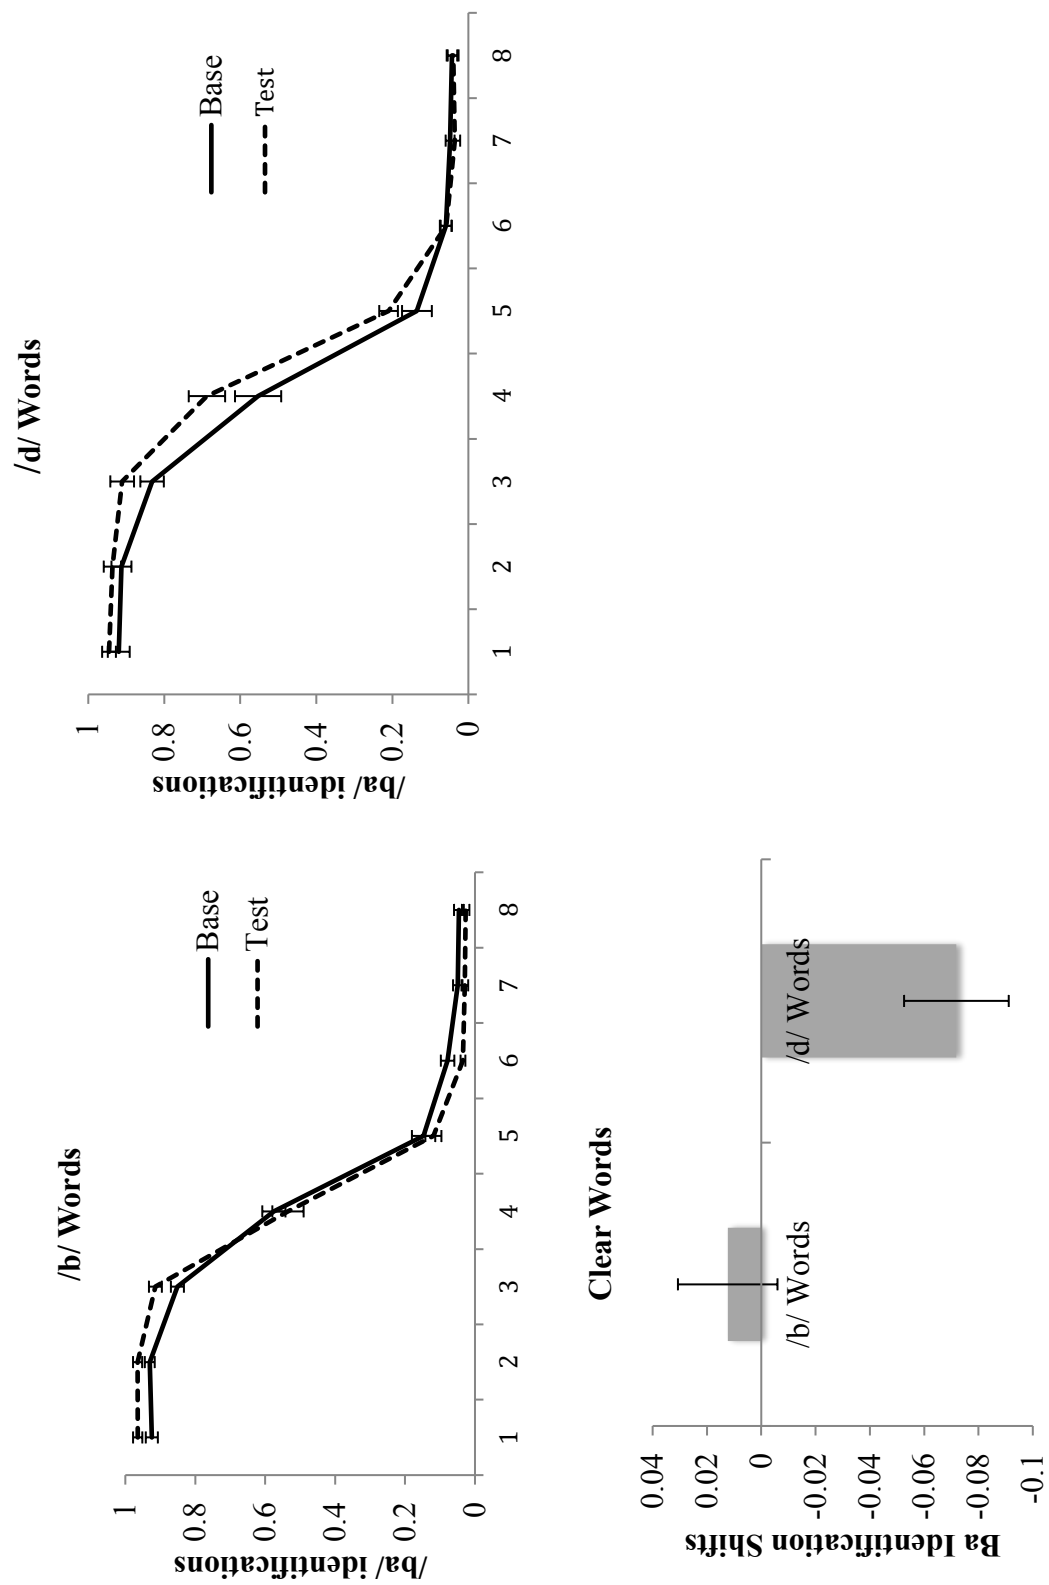 /b/ Words
/ba/ identifications
1
0.8
0.6
0.4
0.2
0
1 2 3 4 5 6 7 8
Base
Test
/d/ Words
/ba/ identifications
1
0.8
0.6
0.4
0.2
0
1 2 3 4 5 6 7 8
Base
Test
Clear Words
Ba Identification Shifts
0.04
0.02
0
-0.02
-0.04
-0.06
-0.08
-0.1
/b/ Words
/d/ Words